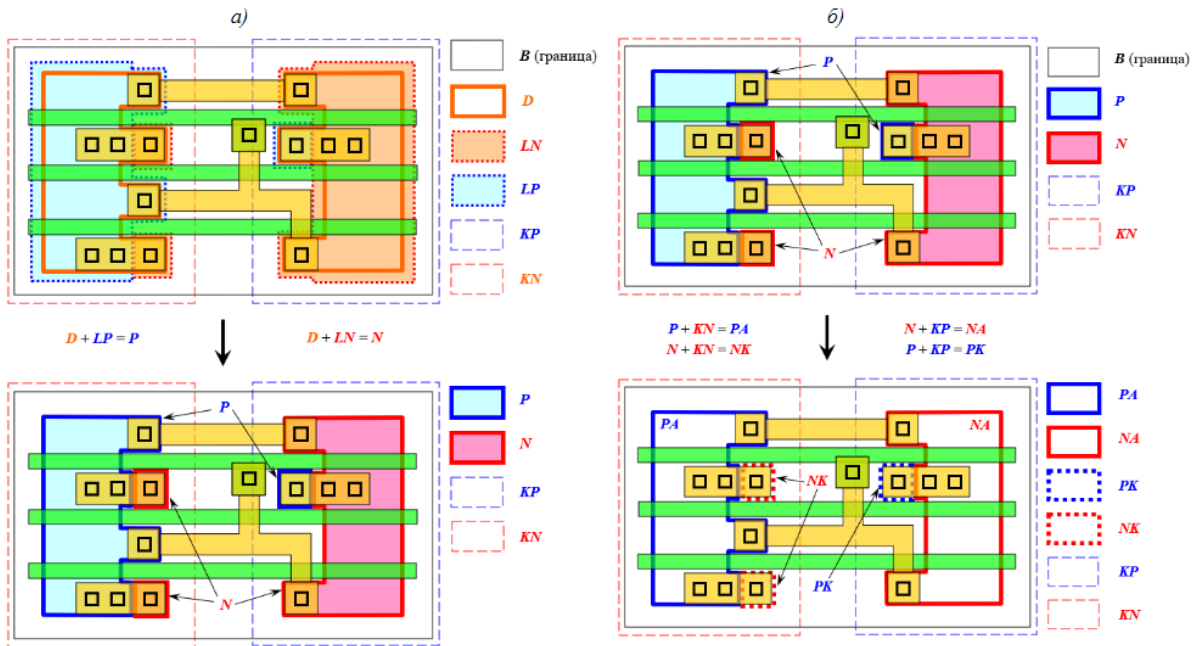 а)
B (граница)
D
LN
LP
KP
KN
D + LP = P
D + LN = N
P
N
P
N
KP
KN
б)
P
N
B (граница)
P
N
KP
KN
P + KN = PA
N + KN = NK
N + KP = NA
P + KP = PK
PA
NA
NK
PK
PA
NA
PK
NK
KP
KN